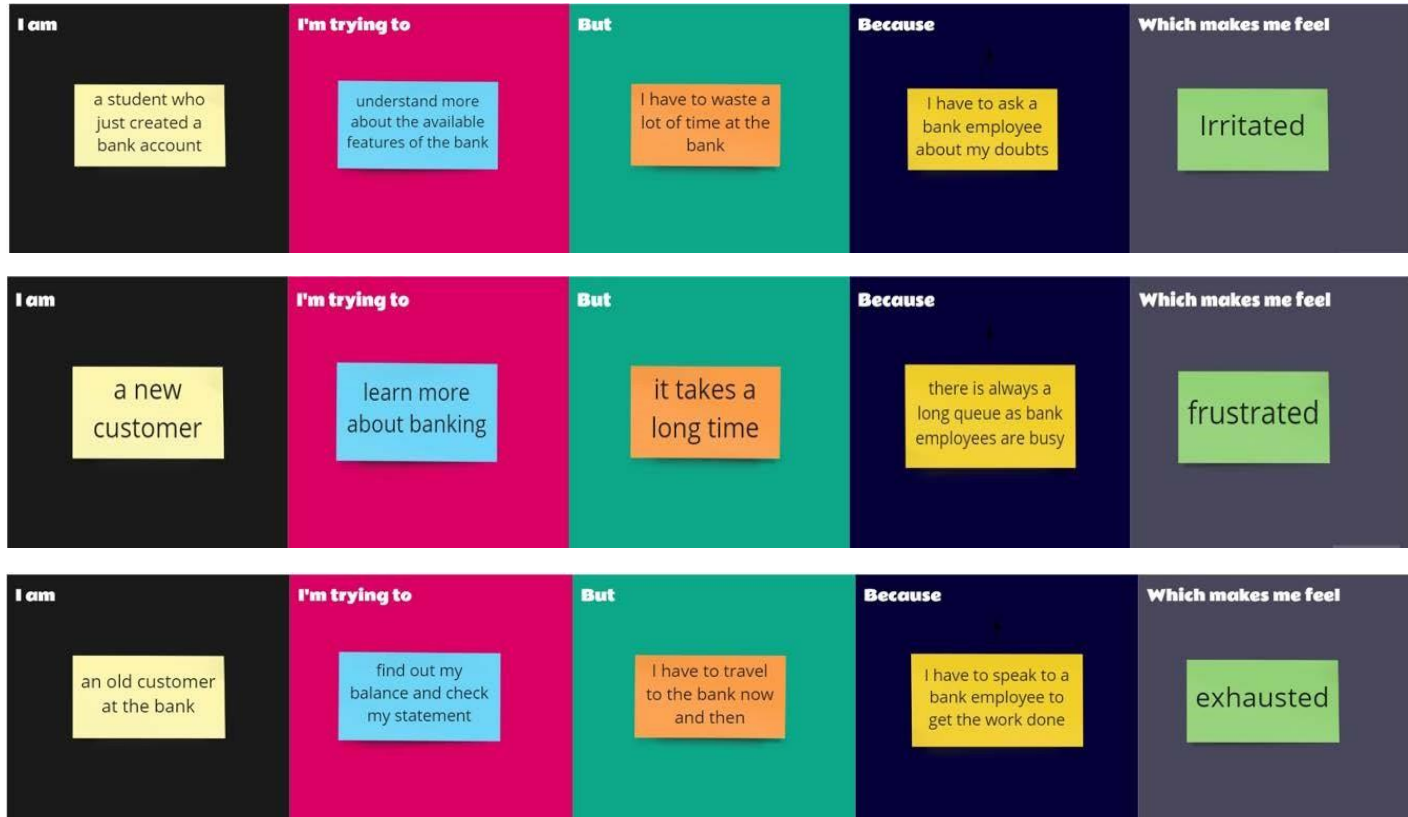 I am
I'm trying to
But
Because
Which makes me feel
a student who
just created a
bank account
understand more
about the available
features of the bank
I have to waste a
lot of time at the
bank
I have to ask a
bank employee
about my doubts
Irritated
I am
I'm trying to
But
Because
Which makes me feel
a new
customer
learn more
about banking
it takes a
long time
there is always a
long queue as bank
employees are busy
frustrated
I am
I'm trying to
But
Because
Which makes me feel
an old customer
at the bank
find out my
balance and check
my statement
I have to travel
to the bank now
and then
I have to speak to a
bank employee to
get the work done
exhausted